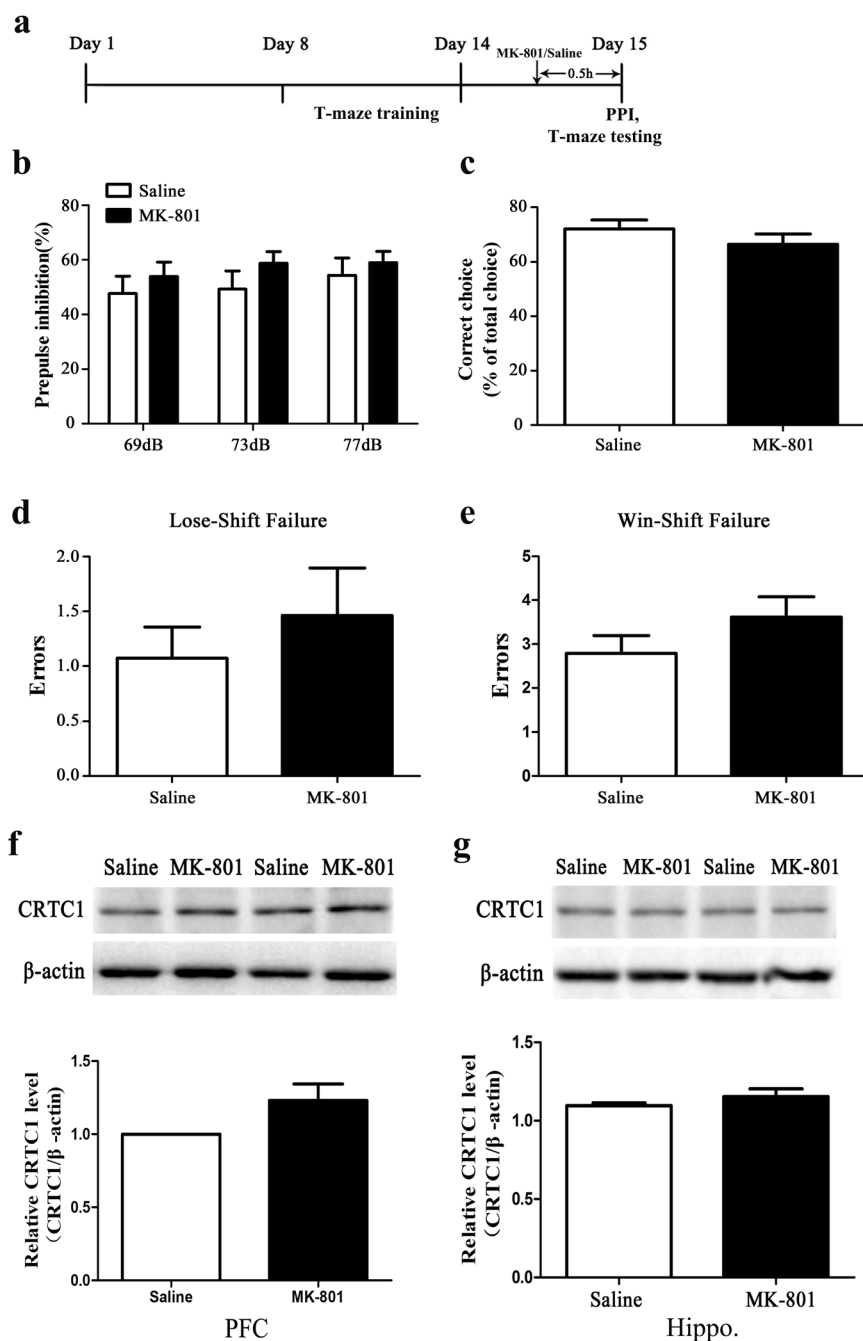 a
Day 1
Day 8
Day 14
MK-801/Saline
Day 15
0.5h
T-maze training
PPI,
T-maze testing
b
Saline
MK-801
Prepulse inhibition(%)
80
60
40
20
0
69dB
73dB
77dB
c
Correct choice
(% of total choice)
80
60
40
20
0
Saline
MK-801
d
Lose-Shift Failure
Errors
2.0
1.5
1.0
0.5
0.0
Saline
MK-801
e
Win-Shift Failure
Errors
5
4
3
2
1
0
Saline
MK-801
f
Saline MK-801 Saline MK-801
CRTC1
β-actin
Relative CRTC1 level
(CRTC1/β -actin)
1.5
1.0
0.5
0.0
Saline
MK-801
PFC
g
Saline MK-801 Saline MK-801
CRTC1
β-actin
Relative CRTC1 level
(CRTC1/β -actin)
1.5
1.0
0.5
0.0
Saline
MK-801
Hippo.